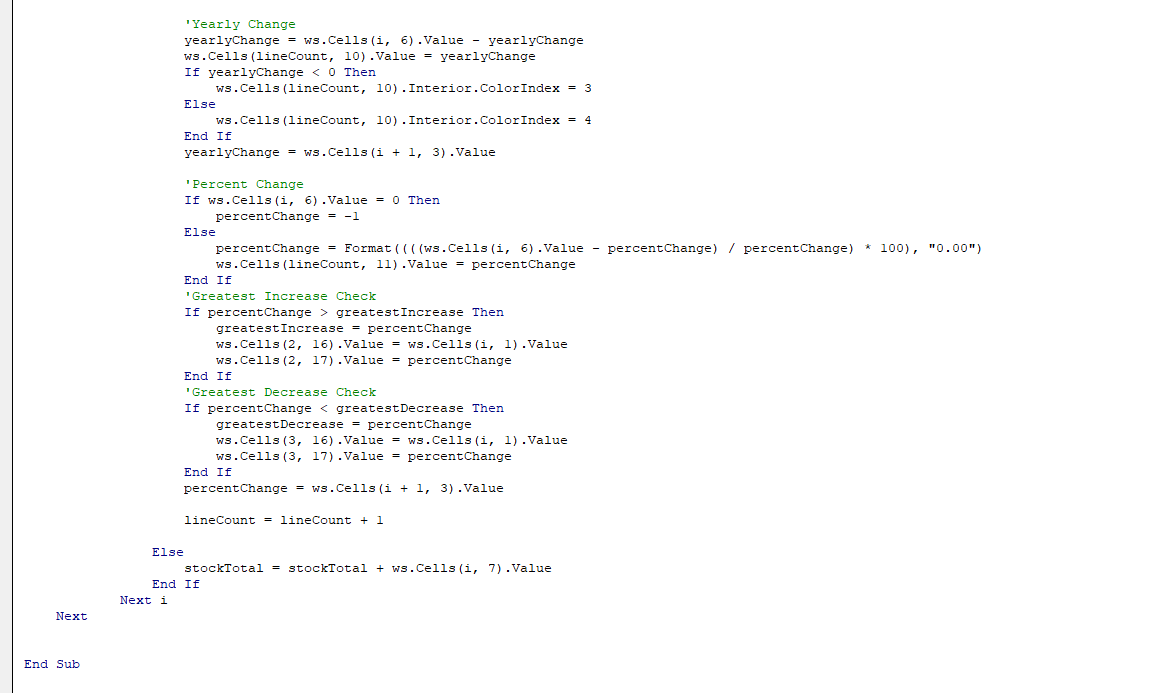 'Yearly Change
yearlyChange = ws.Cells(i, 6).Value - yearlyChange
ws.Cells(lineCount, 10).Value = yearlyChange
If yearlyChange < 0 Then
ws.Cells(lineCount, 10).Interior.ColorIndex = 3
Else
ws.Cells(lineCount, 10).Interior.ColorIndex = 4
End If
yearlyChange = ws.Cells(i + 1, 3).Value
'Percent Change
If ws.Cells(i, 6).Value = 0 Then
percentChange = -1
Else
percentChange = Format((((ws.Cells(i, 6).Value - percentChange) / percentChange) * 100), "0.00")
ws.Cells(lineCount, 11).Value = percentChange
End If
'Greatest Increase Check
If percentChange > greatestIncrease Then
greatestIncrease = percentChange
ws.Cells(2, 16).Value = ws.Cells(i, 1).Value
ws.Cells(2, 17).Value = percentChange
End If
'Greatest Decrease Check
If percentChange < greatestDecrease Then
greatestDecrease = percentChange
ws.Cells(3, 16).Value = ws.Cells(i, 1).Value
ws.Cells(3, 17).Value = percentChange
End If
percentChange = ws.Cells(i + 1, 3).Value
lineCount = lineCount + 1
Else
stockTotal = stockTotal + ws.Cells(i, 7).Value
End If
Next i
Next
End Sub